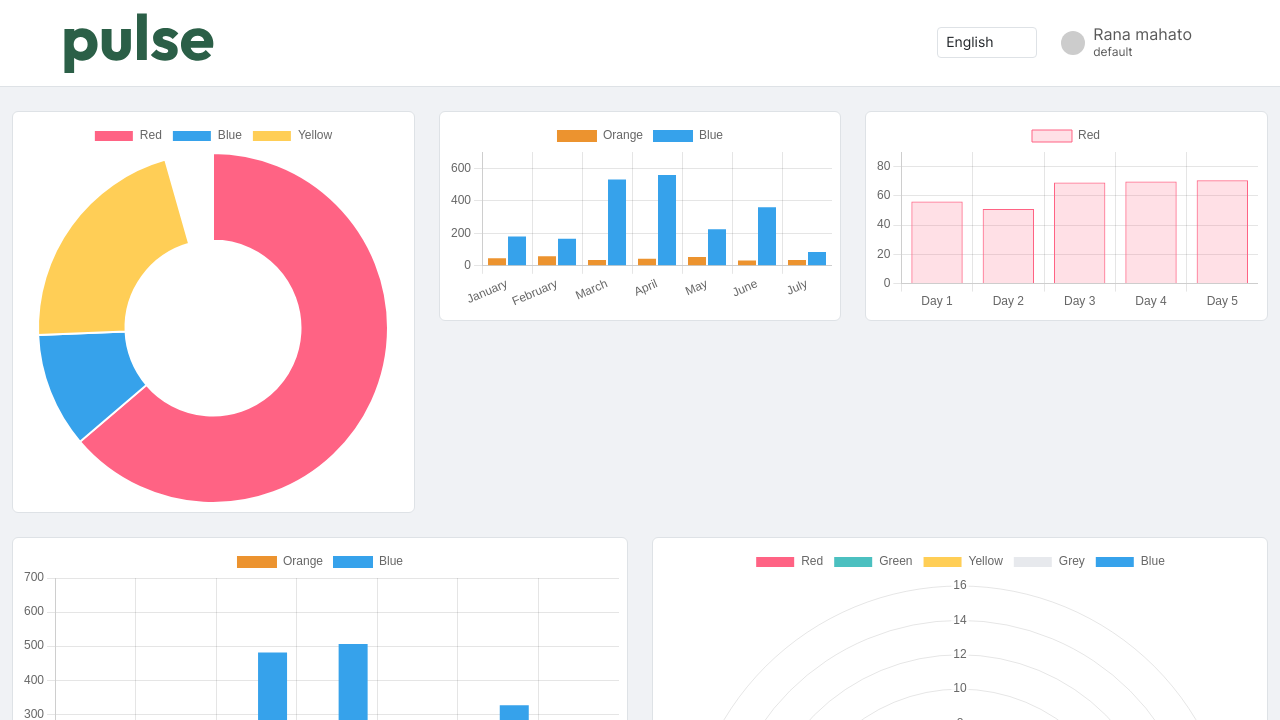 pulse
English
Rana mahato
default
Red Blue Yellow
Orange Blue
600
400
200
0
January February March April May June July
Red
80
60
40
20
0
Day 1 Day 2 Day 3 Day 4 Day 5
Orange Blue
700
600
500
400
300
Red Green Yellow Grey Blue
16
14
12
10